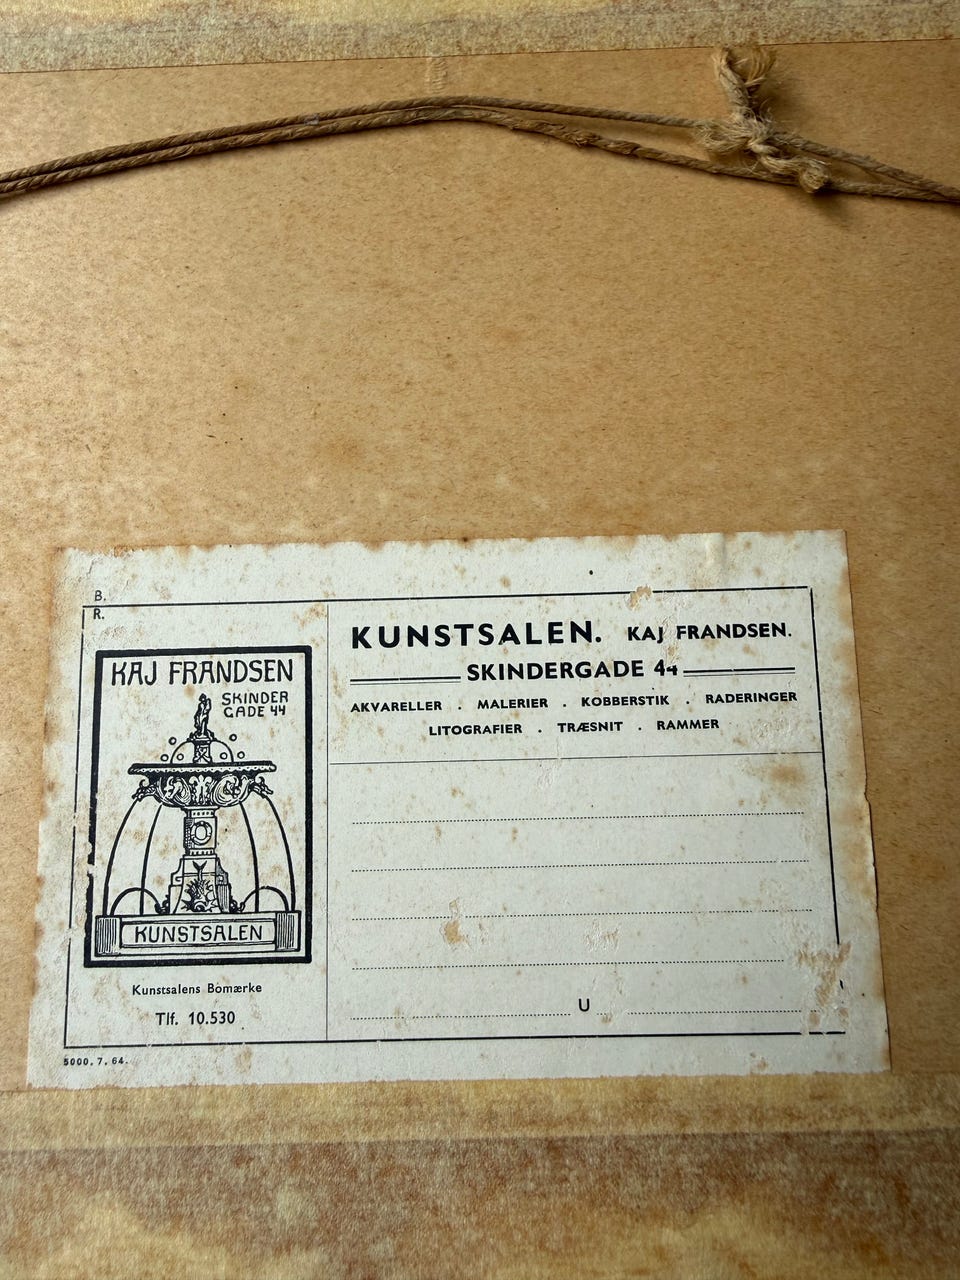 B.
R.
KAJ FRANDSEN
SKINDER
GADE 44
KUNSTSALEN
Kunstsalens Bomærke
Tlf. 10.530
5000. 7. 64.
KUNSTSALEN. KAJ FRANDSEN.
SKINDERGADE 44
AKVARELLER . MALERIER . KOBBERSTIK . RADERINGER
LITOGRAFIER . TRÆSNIT . RAMMER
U